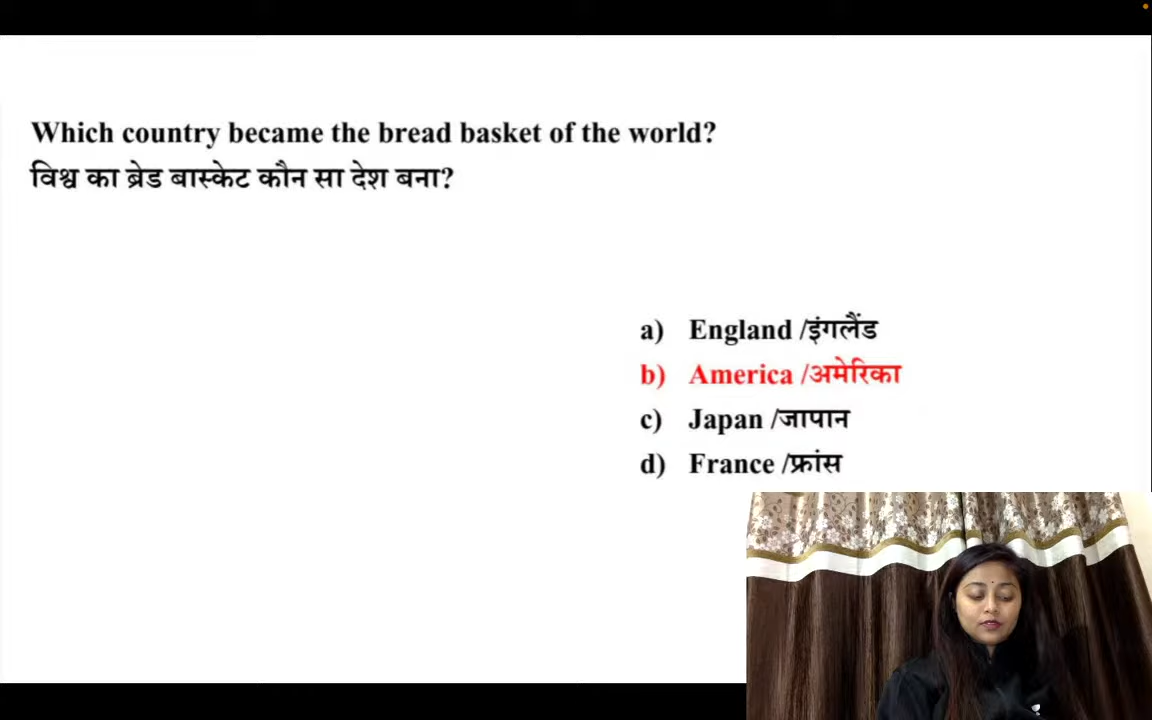 Which country became the bread basket of the world?
विश्व का ब्रेड बास्केट कौन सा देश बना?
a) England /इंगलैंड
b) America /अमेरिका
c) Japan /जापान
d) France /फ्रांस